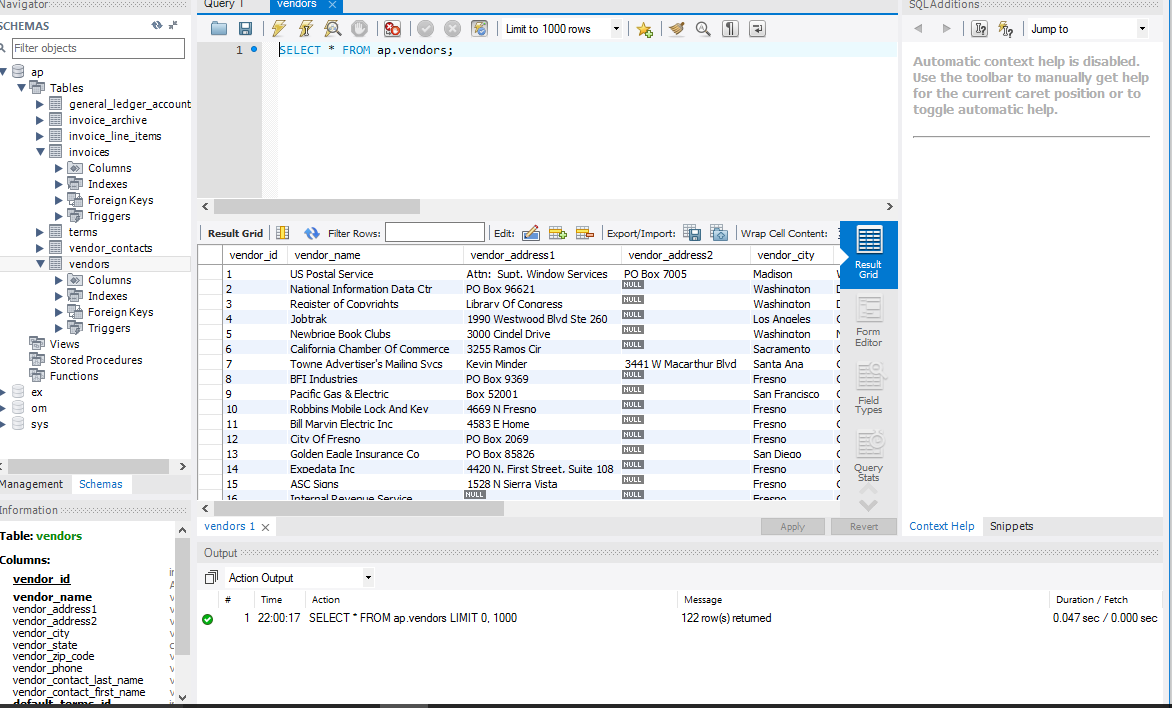 Navigator
Query 1
vendors
SQLAdditions
SCHEMAS
Filter objects
Limit to 1000 rows
Jump to
1
SELECT * FROM ap.vendors;
Automatic context help is disabled.
Use the toolbar to manually get help
for the current caret position or to
toggle automatic help.
ap
Tables
general_ledger_account
invoice_archive
invoice_line_items
invoices
Columns
Indexes
Foreign Keys
Triggers
terms
vendor_contacts
vendors
Columns
Indexes
Foreign Keys
Triggers
Views
Stored Procedures
Functions
ex
om
sys
Management Schemas
Information
Table: vendors
Columns:
vendor_id
vendor_name
vendor_address1
vendor_address2
vendor_city
vendor_state
vendor_zip_code
vendor_phone
vendor_contact_last_name
vendor_contact_first_name
default_terms_id
Result Grid Filter Rows: Edit: Export/Import: Wrap Cell Content:
vendor_id vendor_name vendor_address1 vendor_address2 vendor_city
1 US Postal Service Attn: Supt. Window Services PO Box 7005 Madison
2 National Information Data Ctr PO Box 96621 NULL Washington
3 Register of Copyrights Library Of Congress NULL Washington
4 Jobtrak 1990 Westwood Blvd Ste 260 NULL Los Angeles
5 Newbrige Book Clubs 3000 Cindel Drive NULL Washington
6 California Chamber Of Commerce 3255 Ramos Cir NULL Sacramento
7 Towne Advertiser's Mailing Svcs Kevin Minder 3441 W Macarthur Blvd Santa Ana
8 BFI Industries PO Box 9369 NULL Fresno
9 Pacific Gas & Electric Box 52001 NULL San Francisco
10 Robbins Mobile Lock And Key 4669 N Fresno NULL Fresno
11 Bill Marvin Electric Inc 4583 E Home NULL Fresno
12 City Of Fresno PO Box 2069 NULL Fresno
13 Golden Eagle Insurance Co PO Box 85826 NULL San Diego
14 Expedata Inc 4420 N. First Street, Suite 108 NULL Fresno
15 ASC Signs 1528 N Sierra Vista NULL Fresno
16 Internal Revenue Service NULL NULL Fresno
Result
Grid
Form
Editor
Field
Types
Query
Stats
vendors 1
Apply Revert
Context Help Snippets
Output
Action Output
# Time Action Message Duration / Fetch
1 22:00:17 SELECT * FROM ap.vendors LIMIT 0, 1000 122 row(s) returned 0.047 sec / 0.000 sec